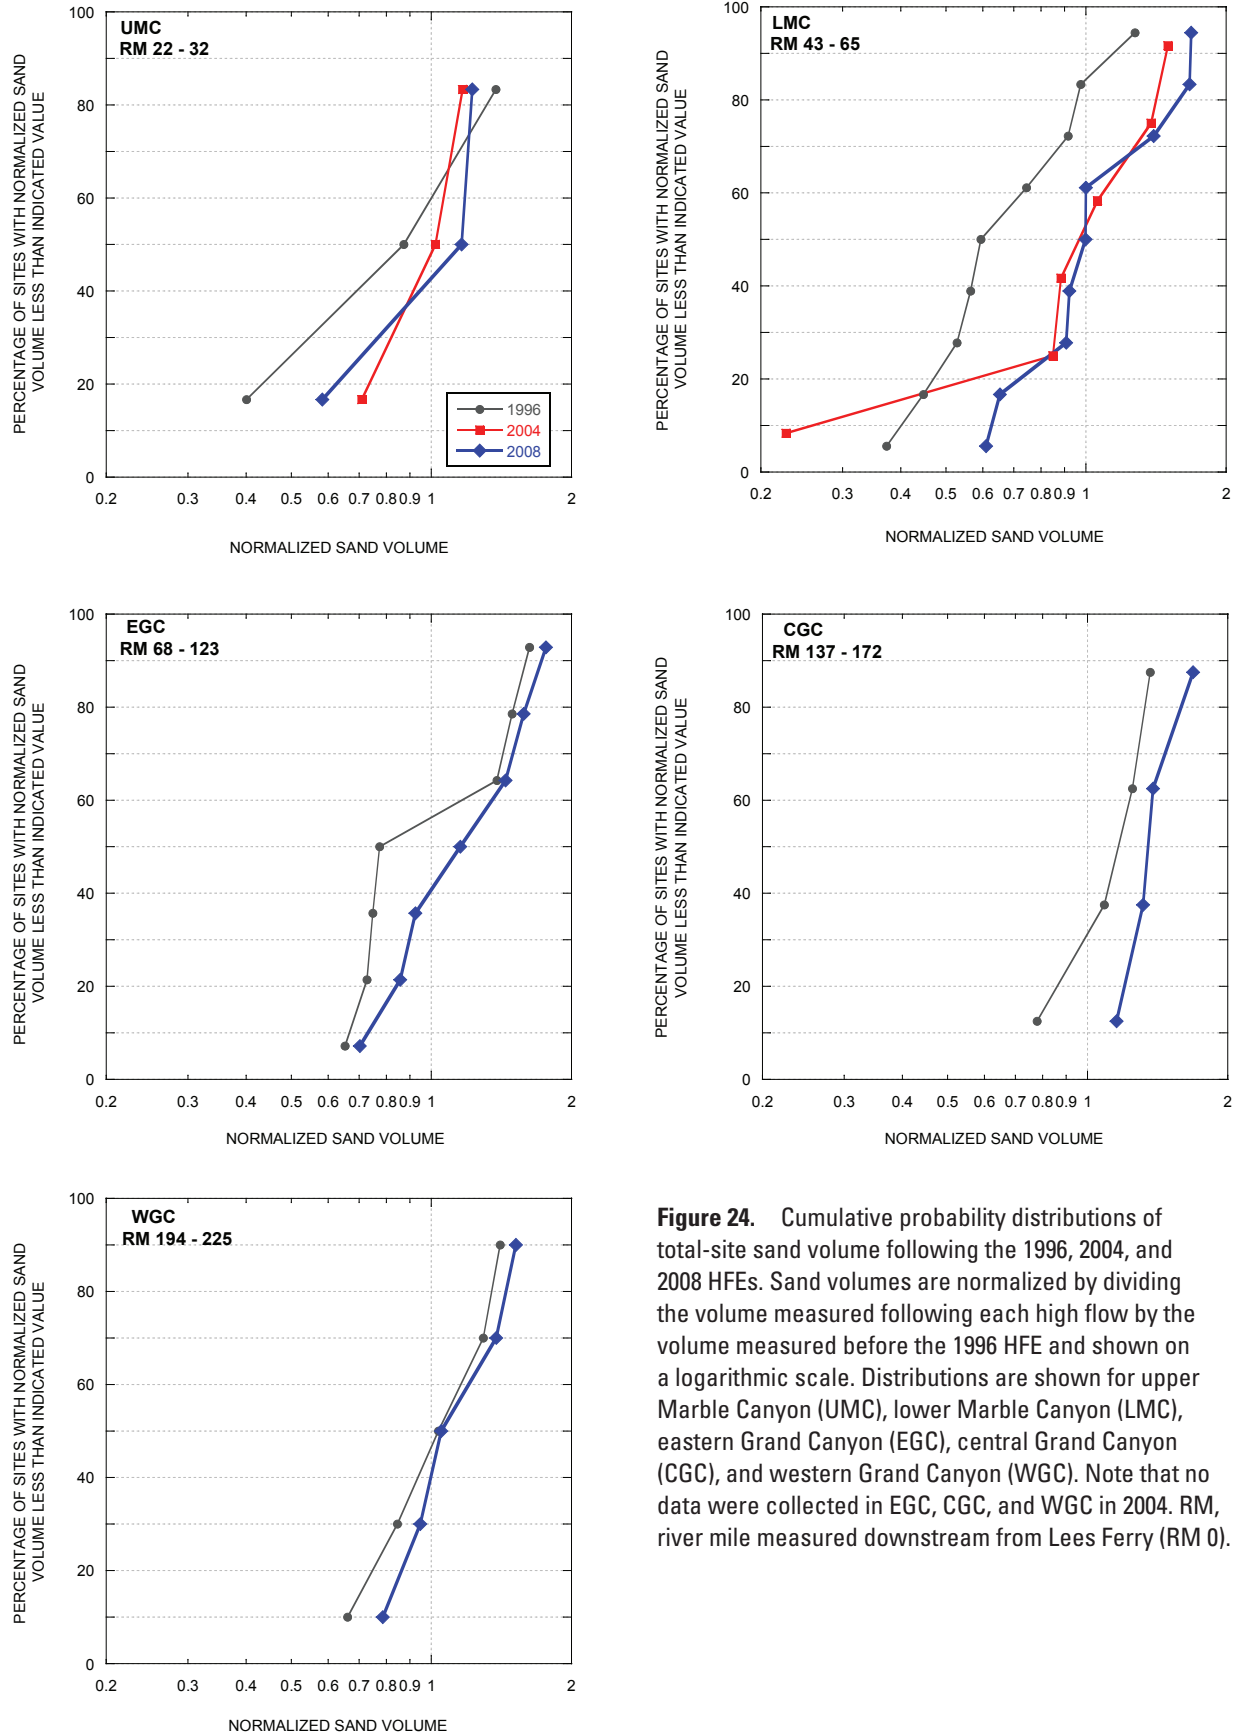 UMC
RM 22 - 32
PERCENTAGE OF SITES WITH NORMALIZED SAND
VOLUME LESS THAN INDICATED VALUE
100
80
60
40
20
0
0.2 0.3 0.4 0.5 0.6 0.7 0.8 0.9 1 2
NORMALIZED SAND VOLUME
1996
2004
2008
LMC
RM 43 - 65
PERCENTAGE OF SITES WITH NORMALIZED SAND
VOLUME LESS THAN INDICATED VALUE
100
80
60
40
20
0
0.2 0.3 0.4 0.5 0.6 0.7 0.8 0.9 1 2
NORMALIZED SAND VOLUME
EGC
RM 68 - 123
PERCENTAGE OF SITES WITH NORMALIZED SAND
VOLUME LESS THAN INDICATED VALUE
100
80
60
40
20
0
0.2 0.3 0.4 0.5 0.6 0.7 0.8 0.9 1 2
NORMALIZED SAND VOLUME
CGC
RM 137 - 172
PERCENTAGE OF SITES WITH NORMALIZED SAND
VOLUME LESS THAN INDICATED VALUE
100
80
60
40
20
0
0.2 0.3 0.4 0.5 0.6 0.7 0.8 0.9 1 2
NORMALIZED SAND VOLUME
WGC
RM 194 - 225
PERCENTAGE OF SITES WITH NORMALIZED SAND
VOLUME LESS THAN INDICATED VALUE
100
80
60
40
20
0
0.2 0.3 0.4 0.5 0.6 0.7 0.8 0.9 1 2
NORMALIZED SAND VOLUME
Figure 24. Cumulative probability distributions of
total-site sand volume following the 1996, 2004, and
2008 HFEs. Sand volumes are normalized by dividing
the volume measured following each high flow by the
volume measured before the 1996 HFE and shown on
a logarithmic scale. Distributions are shown for upper
Marble Canyon (UMC), lower Marble Canyon (LMC),
eastern Grand Canyon (EGC), central Grand Canyon
(CGC), and western Grand Canyon (WGC). Note that no
data were collected in EGC, CGC, and WGC in 2004. RM,
river mile measured downstream from Lees Ferry (RM 0).